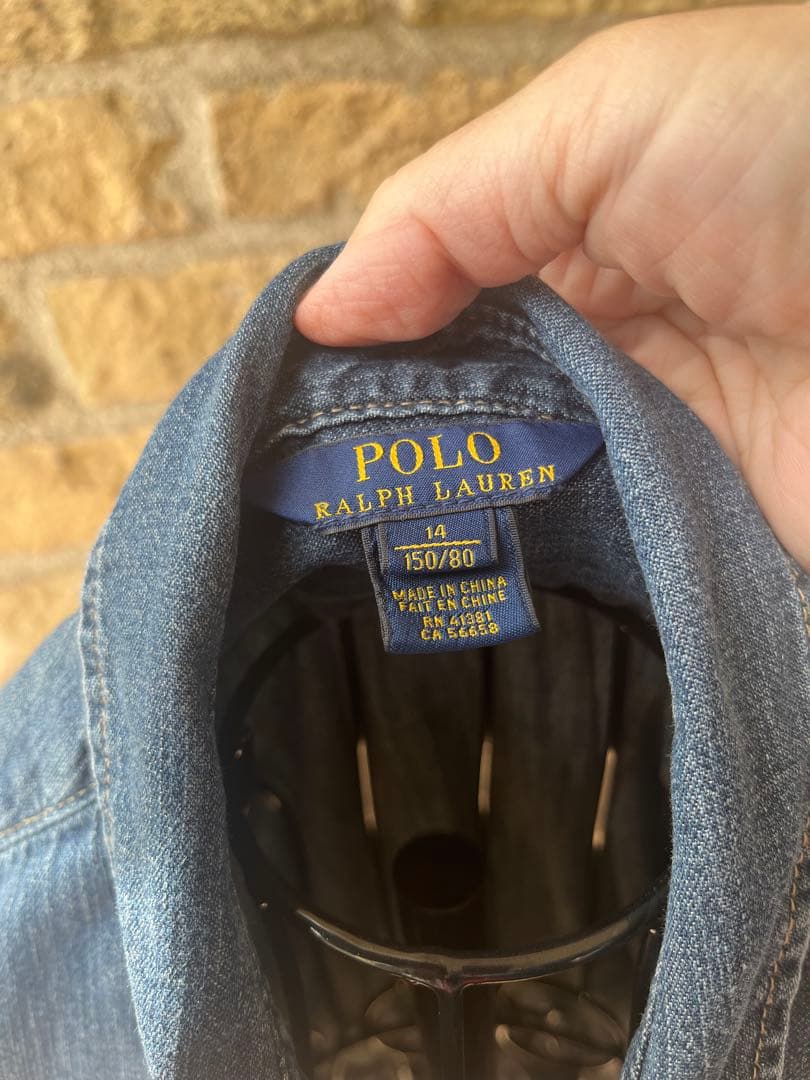 POLO
RALPH LAUREN
14
150/80
MADE IN CHINA
FAIT EN CHINE
RN 41381
CA 56658